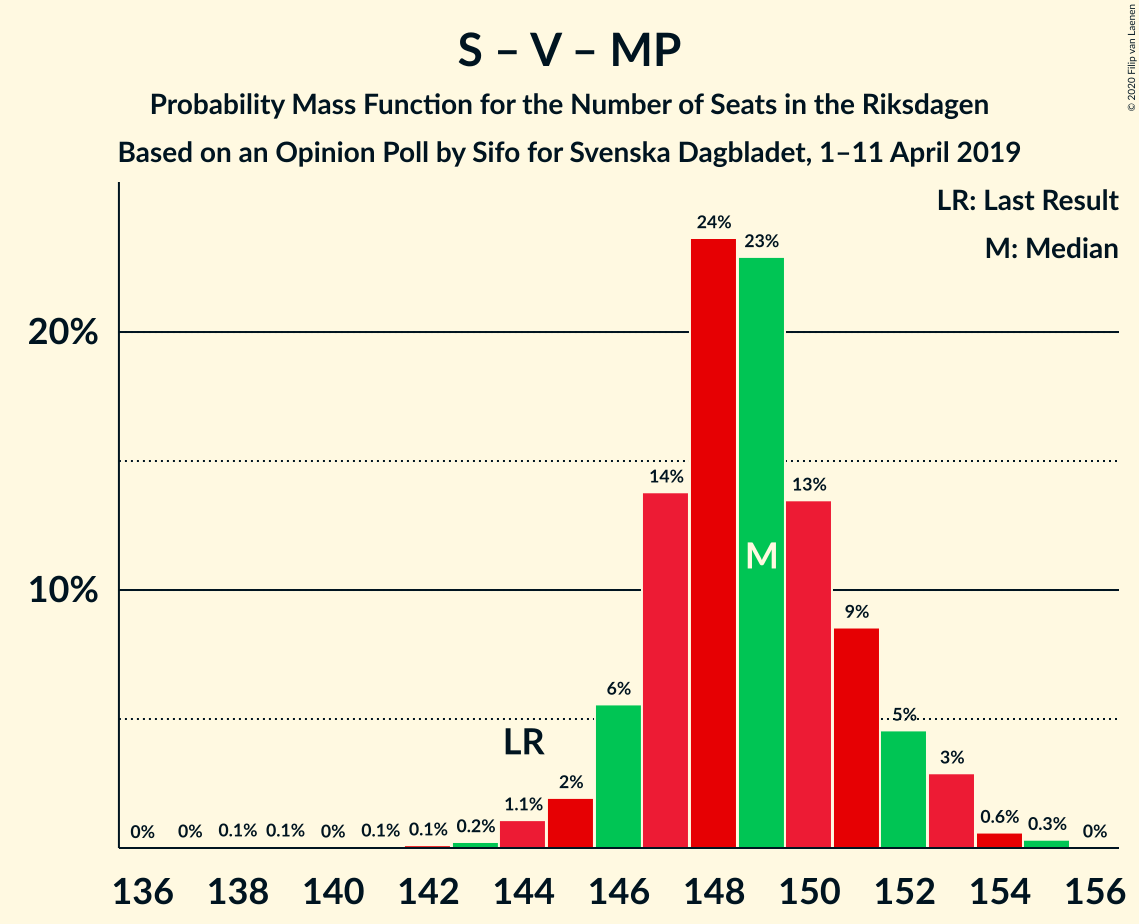 S – V – MP
Probability Mass Function for the Number of Seats in the Riksdagen
Based on an Opinion Poll by Sifo for Svenska Dagbladet, 1–11 April 2019
© 2020 Filip van Laenen
LR: Last Result
M: Median
20%
10%
0% 0% 0.1% 0.1% 0% 0.1% 0.1% 0.2% 1.1% 2% 6% 14% 24% 23% 13% 9% 5% 3% 0.6% 0.3% 0%
LR
M
136 138 140 142 144 146 148 150 152 154 156